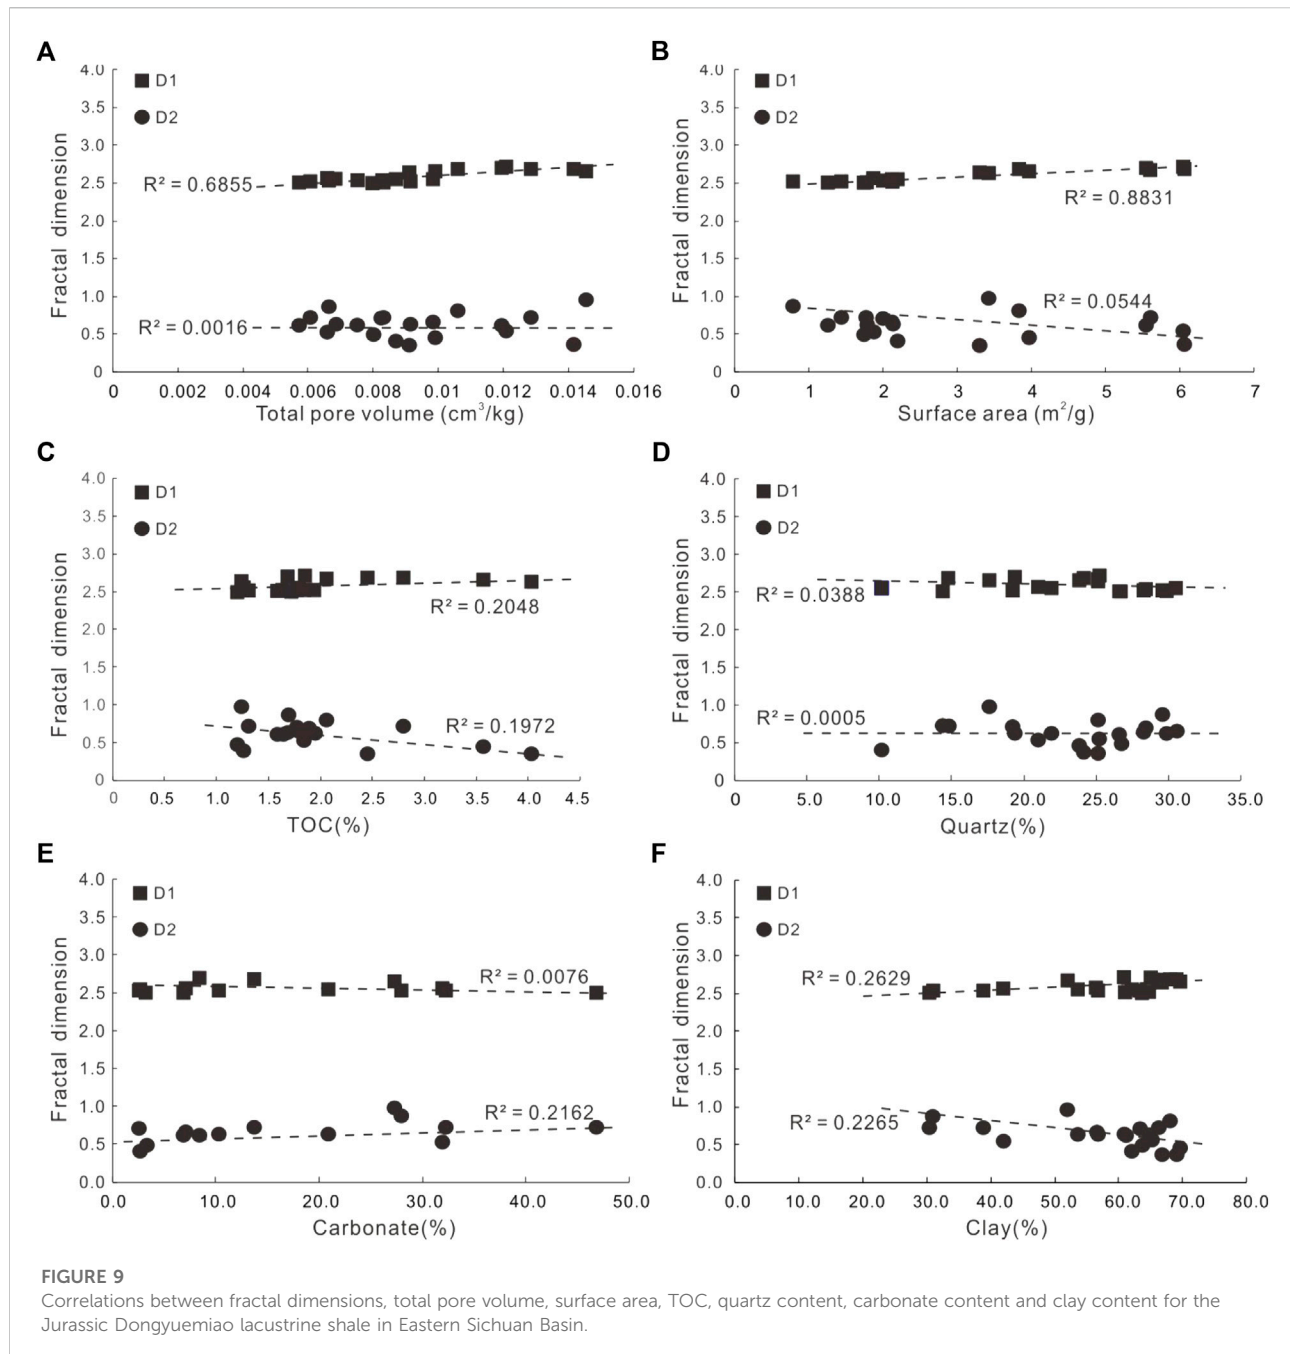 A
4.0
3.5
3.0
2.5
2.0
1.5
1.0
0.5
0
Fractal dimension
D1
D2
R² = 0.6855
R² = 0.0016
0 0.002 0.004 0.006 0.008 0.01 0.012 0.014 0.016
Total pore volume (cm³/kg)
B
4.0
3.5
3.0
2.5
2.0
1.5
1.0
0.5
0
Fractal dimension
D1
D2
R² = 0.8831
R² = 0.0544
0 1 2 3 4 5 6 7
Surface area (m²/g)
C
4.0
3.5
3.0
2.5
2.0
1.5
1.0
0.5
0
Fractal dimension
D1
D2
R² = 0.2048
R² = 0.1972
0 0.5 1.0 1.5 2.0 2.5 3.0 3.5 4.0 4.5
TOC(%)
D
4.0
3.5
3.0
2.5
2.0
1.5
1.0
0.5
0
Fractal dimension
D1
D2
R² = 0.0388
R² = 0.0005
0 5.0 10.0 15.0 20.0 25.0 30.0 35.0
Quartz(%)
E
4.0
3.5
3.0
2.5
2.0
1.5
1.0
0.5
0.0
Fractal dimension
D1
D2
R² = 0.0076
R² = 0.2162
0.0 10.0 20.0 30.0 40.0 50.0
Carbonate(%)
F
4.0
3.5
3.0
2.5
2.0
1.5
1.0
0.5
0.0
Fractal dimension
D1
D2
R² = 0.2629
R² = 0.2265
0.0 10.0 20.0 30.0 40.0 50.0 60.0 70.0 80.0
Clay(%)
FIGURE 9
Correlations between fractal dimensions, total pore volume, surface area, TOC, quartz content, carbonate content and clay content for the
Jurassic Dongyuemiao lacustrine shale in Eastern Sichuan Basin.